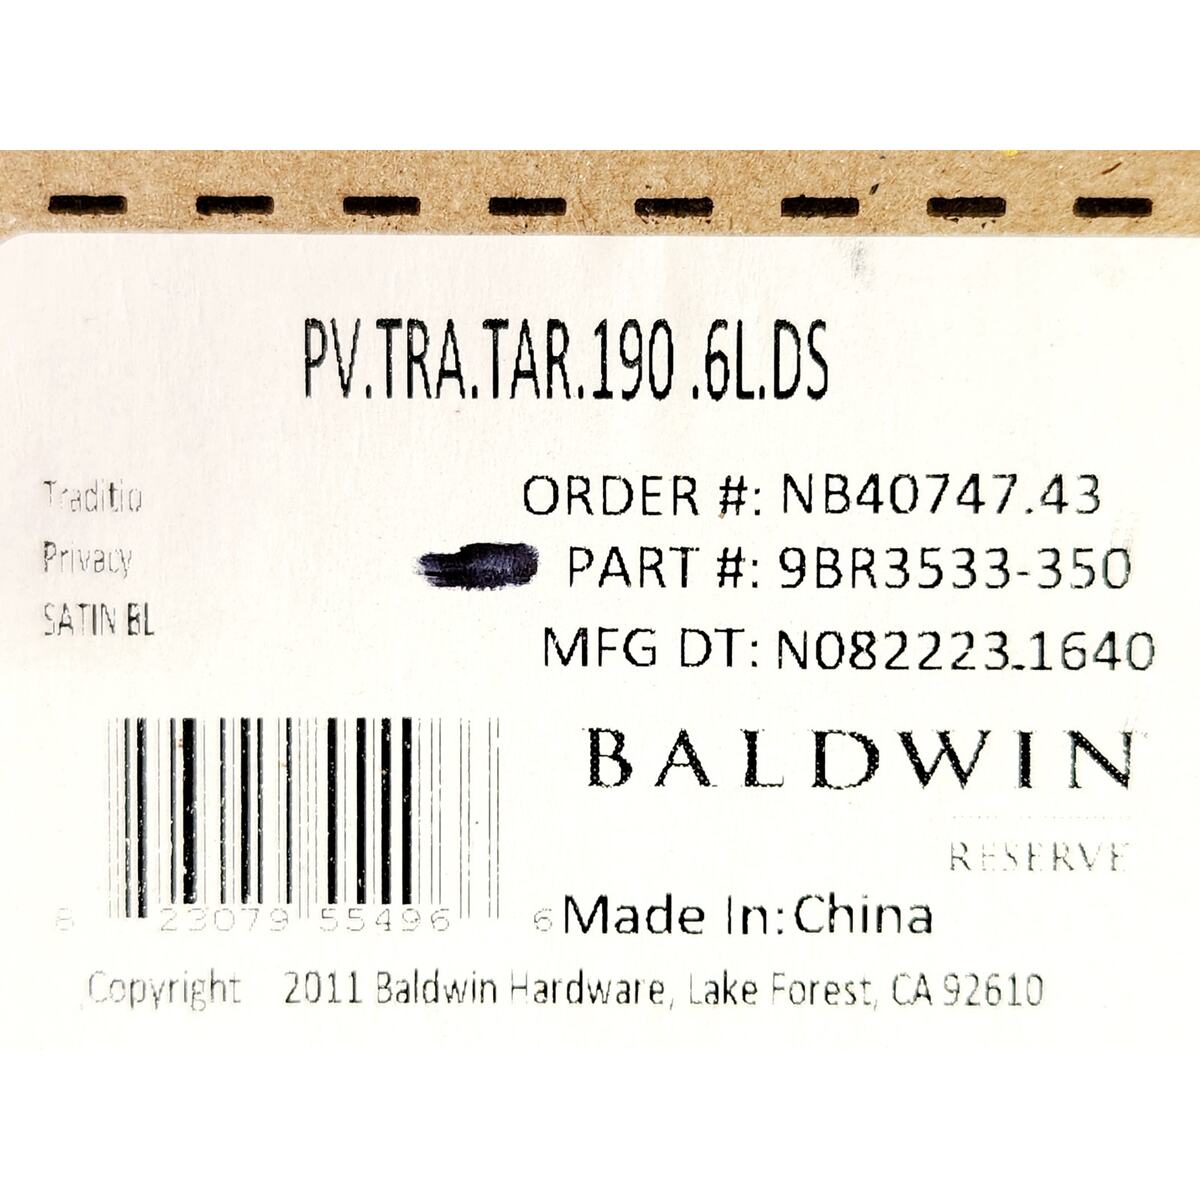 PV.TRA.TAR.190 .6L.DS
Traditio
Privacy
SATIN BL
ORDER #: NB40747.43
PART #: 9BR3533-350
MFG DT: N082223.1640
BALDWIN
RESERVE
8 23079 55496 6
Made In: China
Copyright 2011 Baldwin Hardware, Lake Forest, CA 92610